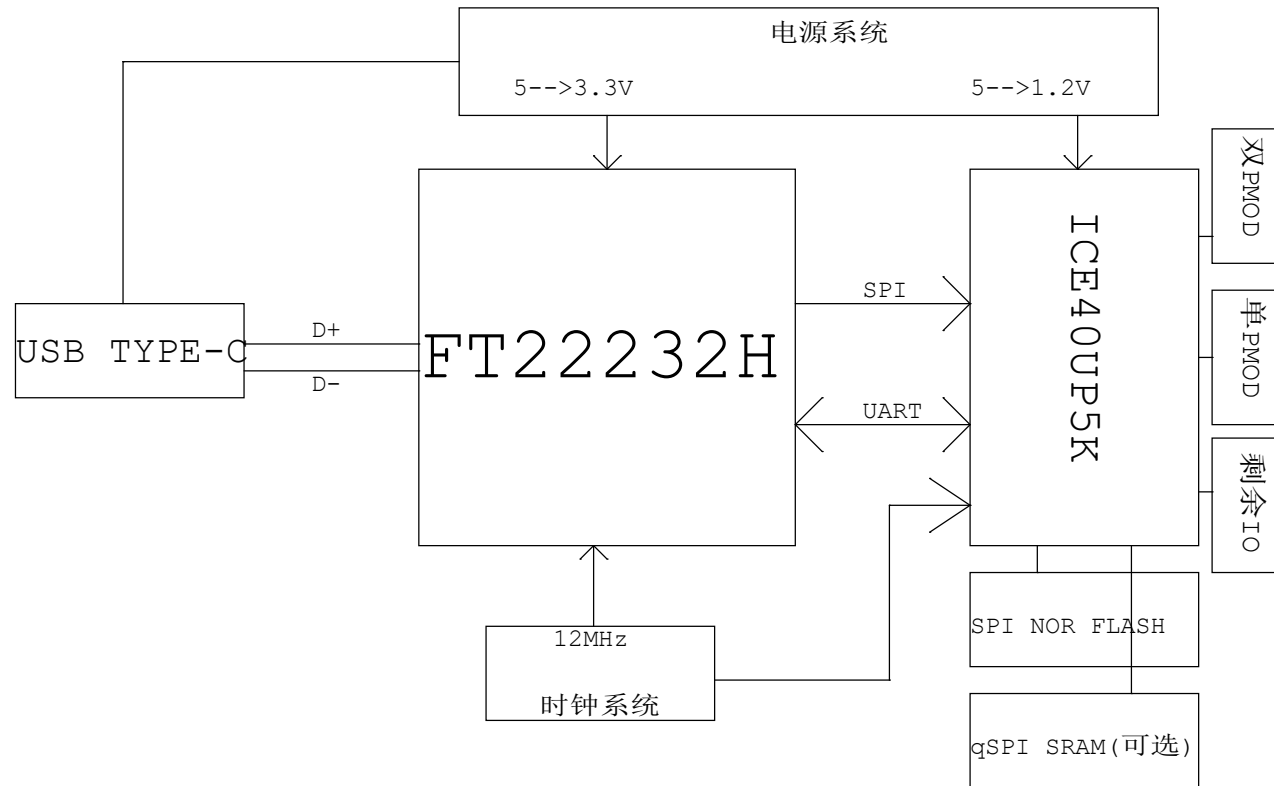 电源系统
5-->3.3V
5-->1.2V
双PMOD
ICE40UP5K
SPI
单PMOD
D+
USB TYPE-C
FT22232H
D-
UART
剩余IO
12MHz
时钟系统
SPI NOR FLASH
qSPI SRAM(可选)